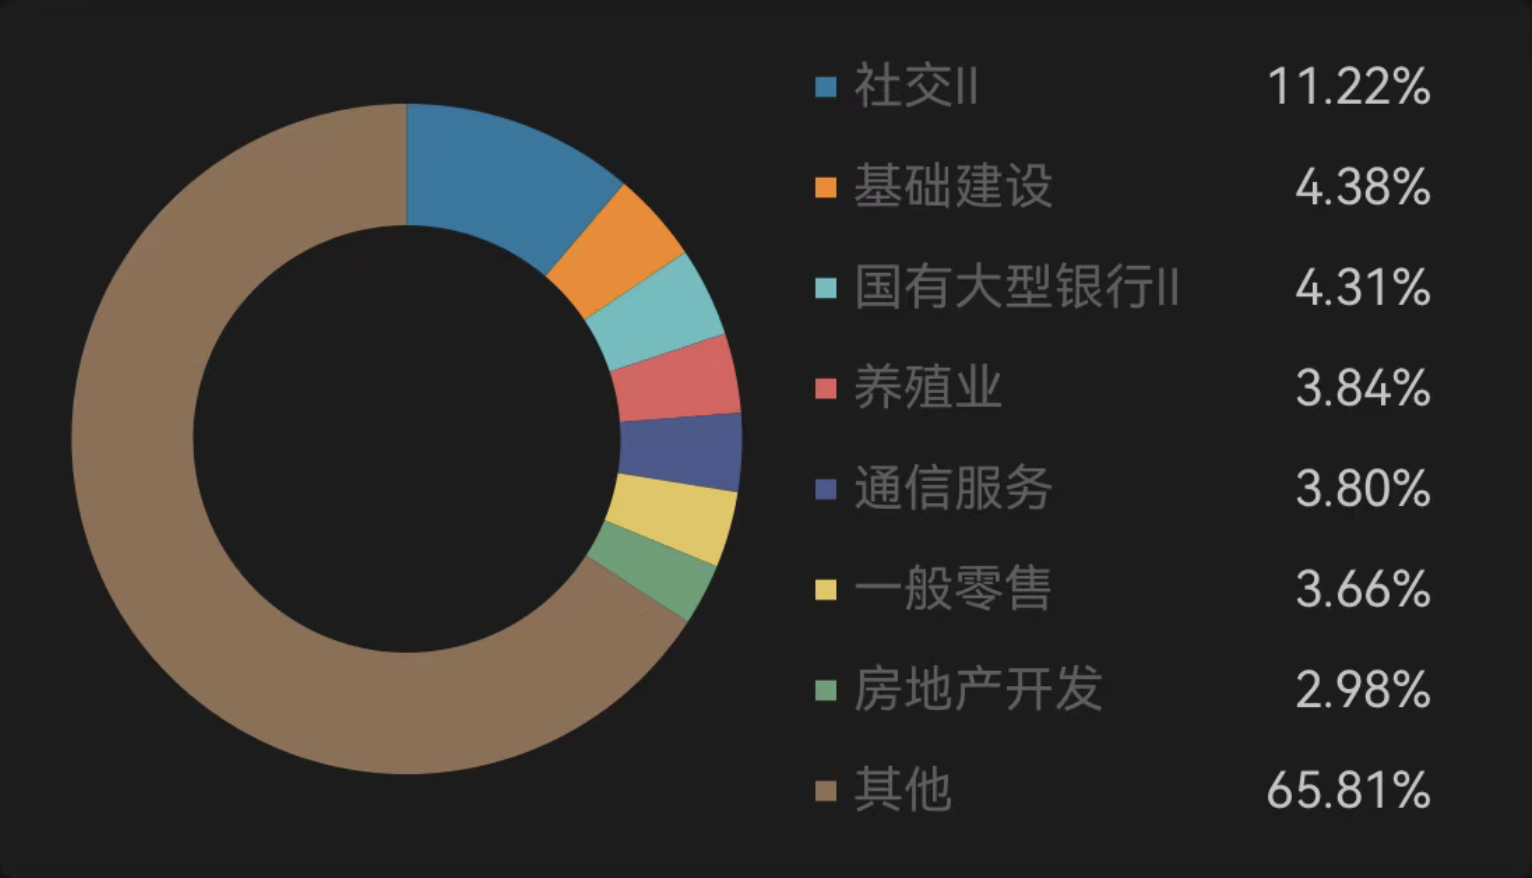 社交II 11.22%
基础建设 4.38%
国有大型银行II 4.31%
养殖业 3.84%
通信服务 3.80%
一般零售 3.66%
房地产开发 2.98%
其他 65.81%